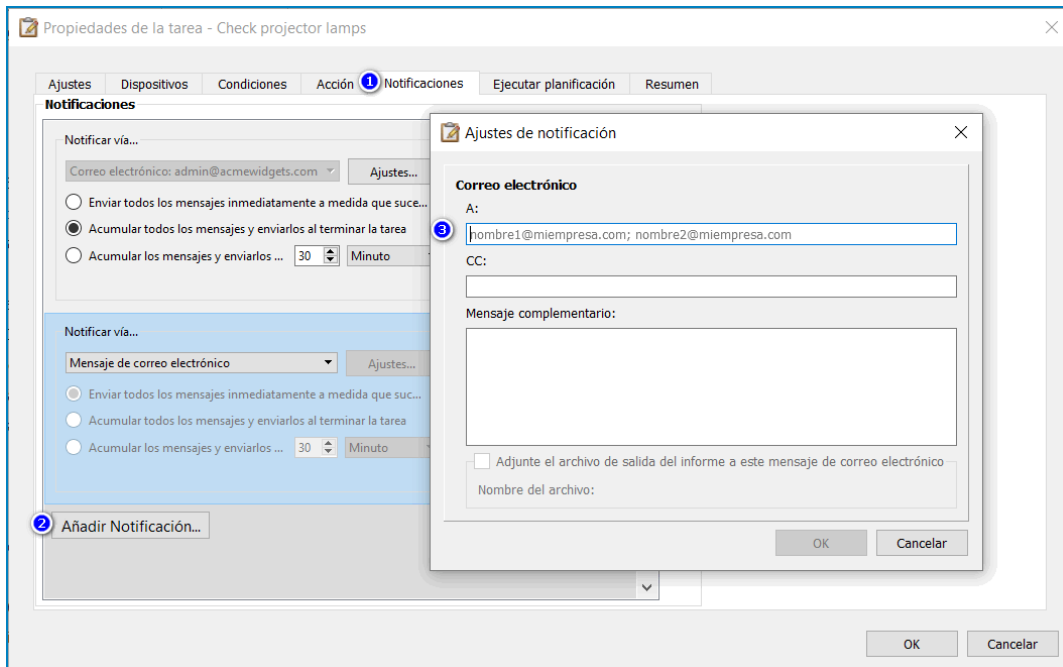 Propiedades de la tarea - Check projector lamps
Ajustes Dispositivos Condiciones Acción 1 Notificaciones Ejecutar planificación Resumen
Notificaciones
Notificar vía...
Correo electrónico: admin@acmewidgets.com Ajustes...
Enviar todos los mensajes inmediatamente a medida que suce...
Acumular todos los mensajes y enviarlos al terminar la tarea
Acumular los mensajes y enviarlos ... 30 Minuto
Notificar vía...
Mensaje de correo electrónico Ajustes...
Enviar todos los mensajes inmediatamente a medida que suc...
Acumular todos los mensajes y enviarlos al terminar la tarea
Acumular los mensajes y enviarlos ... 30 Minuto
2 Añadir Notificación...
Ajustes de notificación
Correo electrónico
A:
3 nombre1@miempresa.com; nombre2@miempresa.com
CC:
Mensaje complementario:
Adjunte el archivo de salida del informe a este mensaje de correo electrónico
Nombre del archivo:
OK Cancelar
OK Cancelar